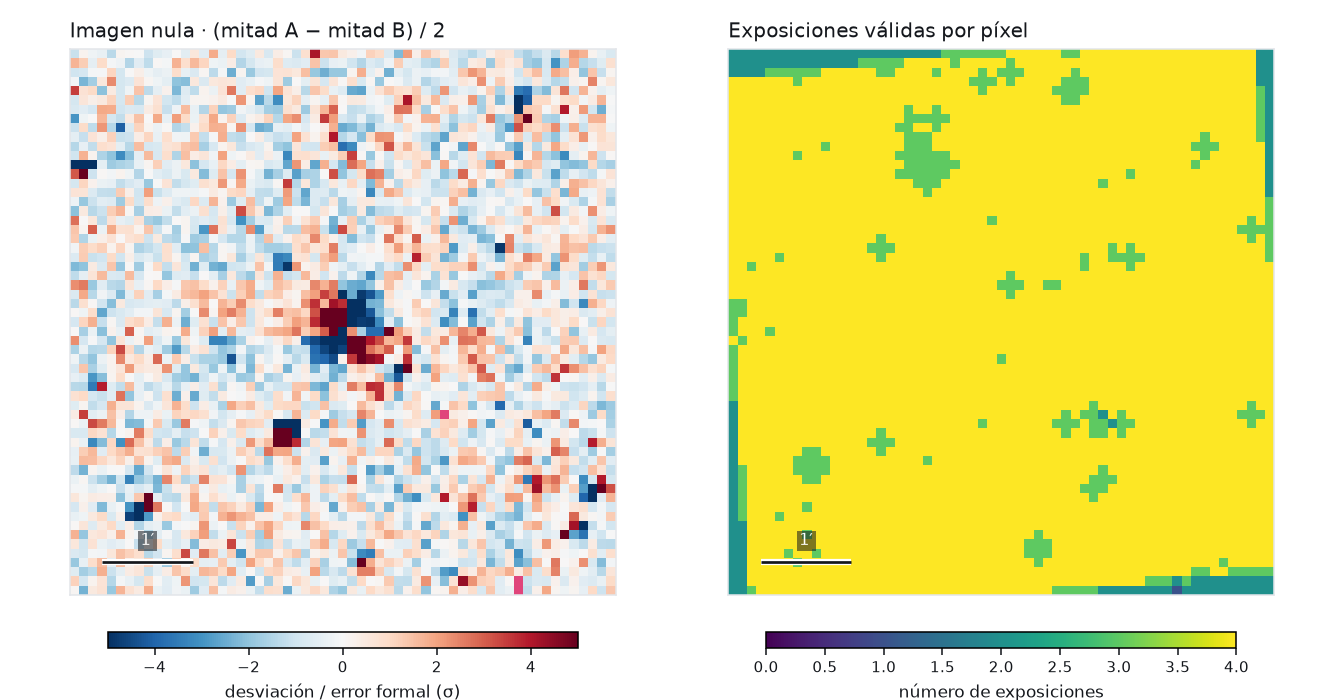 Imagen nula · (mitad A − mitad B) / 2
Exposiciones válidas por píxel
1′
1′
−4 −2 0 2 4
desviación / error formal (σ)
0.0 0.5 1.0 1.5 2.0 2.5 3.0 3.5 4.0
número de exposiciones